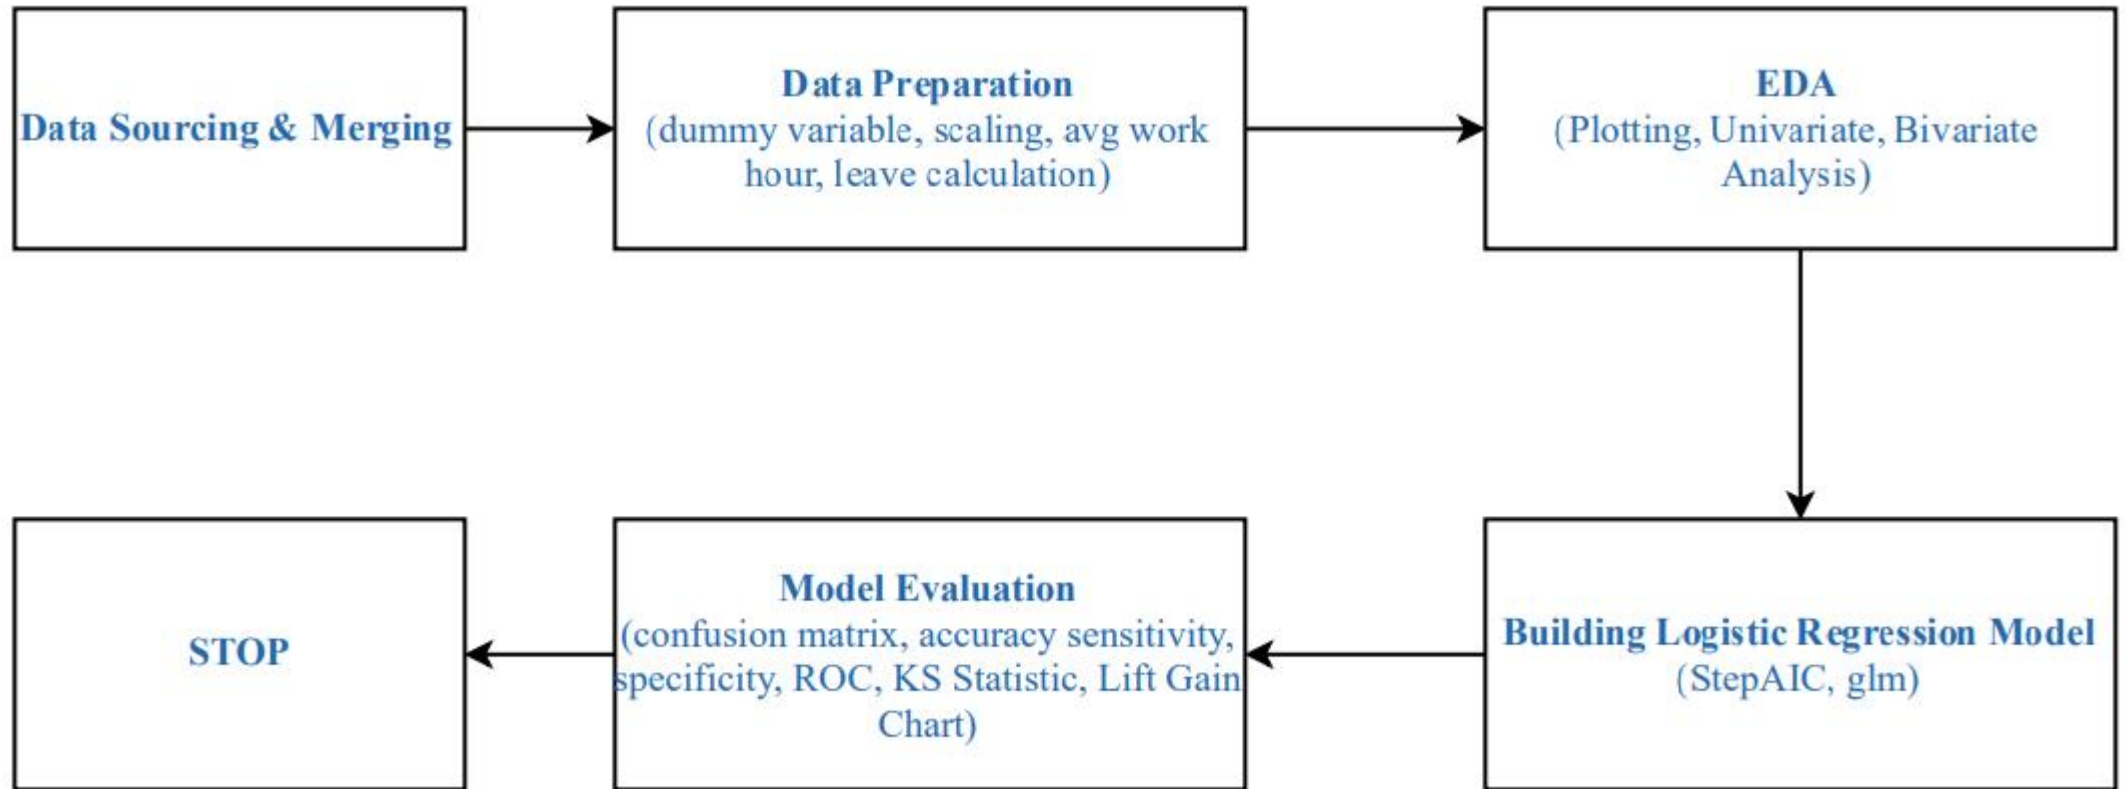 Data Sourcing & Merging
Data Preparation
(dummy variable, scaling, avg work
hour, leave calculation)
EDA
(Plotting, Univariate, Bivariate
Analysis)
Building Logistic Regression Model
(StepAIC, glm)
Model Evaluation
(confusion matrix, accuracy sensitivity,
specificity, ROC, KS Statistic, Lift Gain
Chart)
STOP